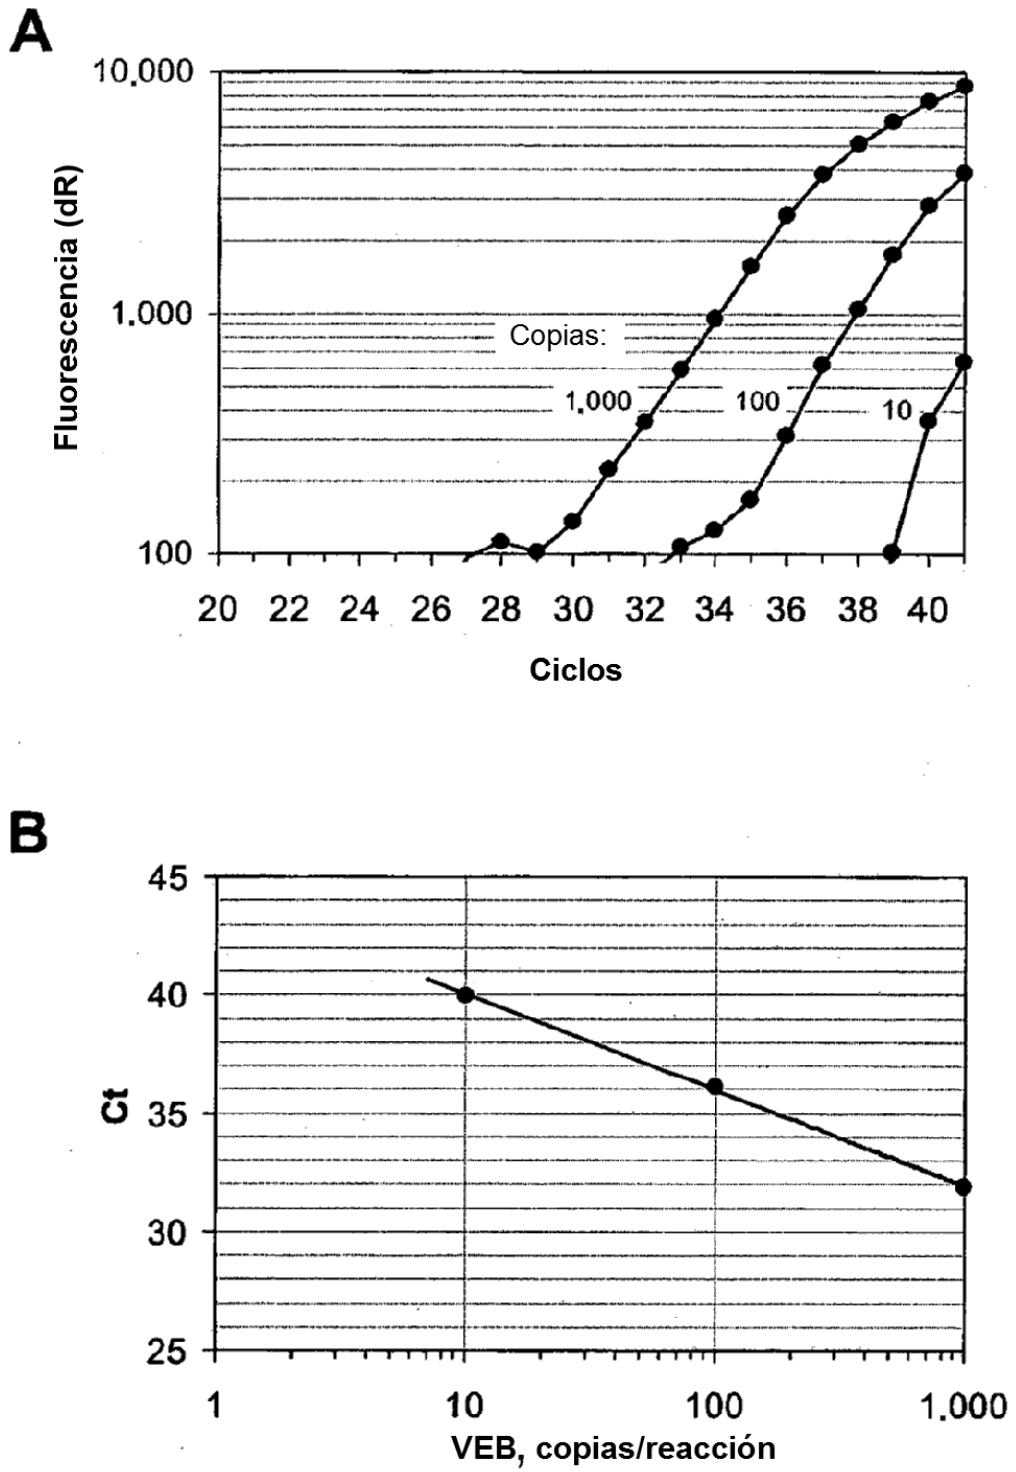 A
10,000
1.000
100
Fluorescencia (dR)
Copias:
1,000
100
10
20 22 24 26 28 30 32 34 36 38 40
Ciclos
B
45
40
35
30
25
Ct
1 10 100 1.000
VEB, copias/reacción